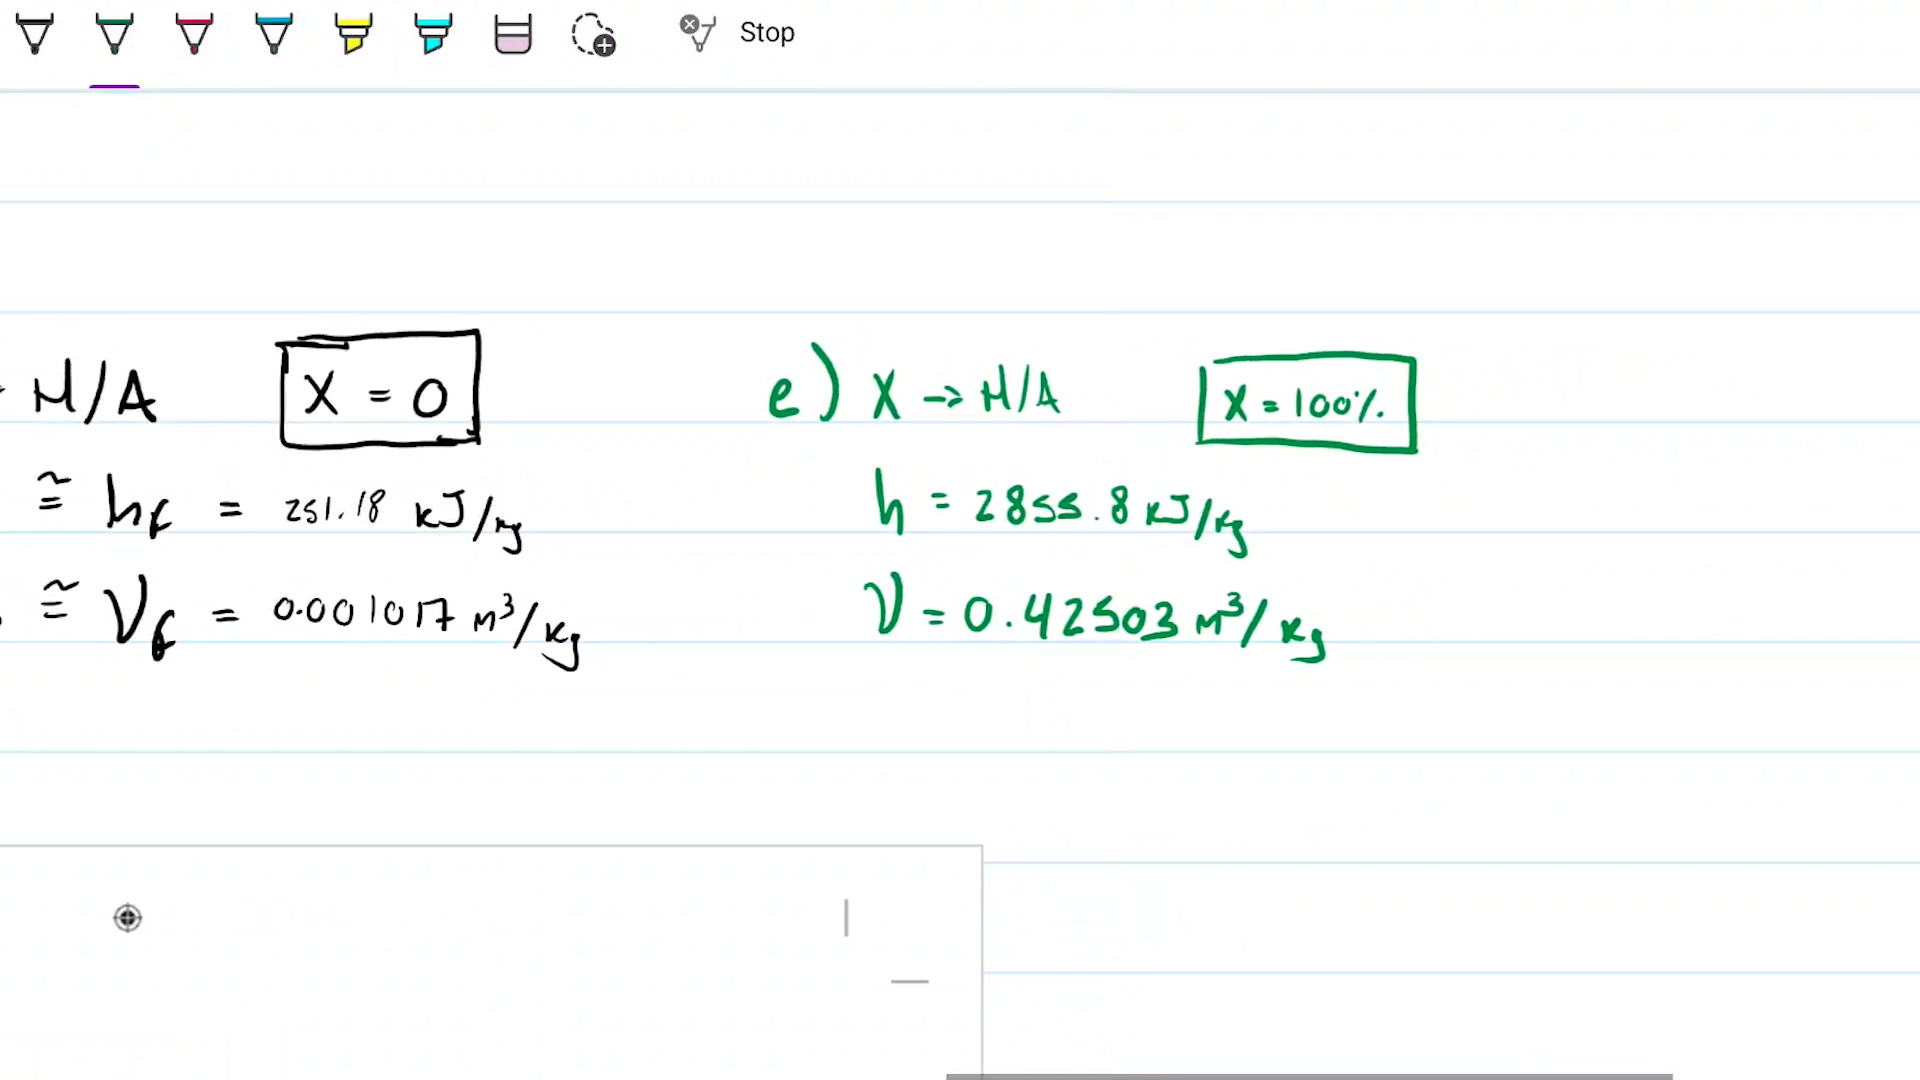 Stop
N/A X = 0
≅ hf = 251.18 kJ/kg
≅ νf = 0.001017 m³/kg
e) X → N/A X = 100%
h = 2855.8 kJ/kg
ν = 0.42503 m³/kg